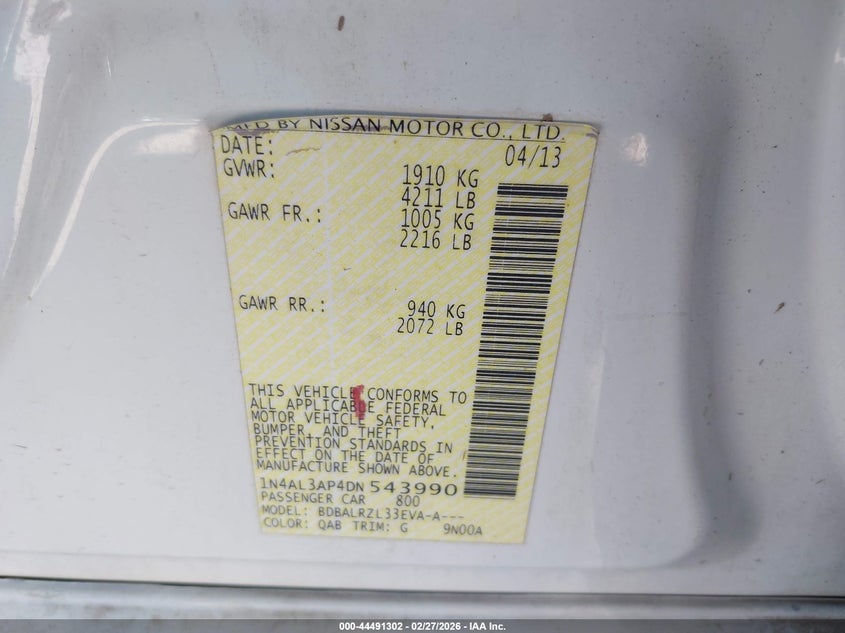 MFD BY NISSAN MOTOR CO., LTD.
DATE: 04/13
GVWR: 1910 KG
4211 LB
GAWR FR.: 1005 KG
2216 LB
GAWR RR.: 940 KG
2072 LB
THIS VEHICLE CONFORMS TO
ALL APPLICABLE FEDERAL
MOTOR VEHICLE SAFETY,
BUMPER, AND THEFT
PREVENTION STANDARDS IN
EFFECT ON THE DATE OF
MANUFACTURE SHOWN ABOVE.
1N4AL3AP4DN543990
PASSENGER CAR 800
MODEL: BDBALRZL33EVA-A---
COLOR: QAB TRIM: G 9N00A
000-44491302 - 02/27/2026 - IAA Inc.